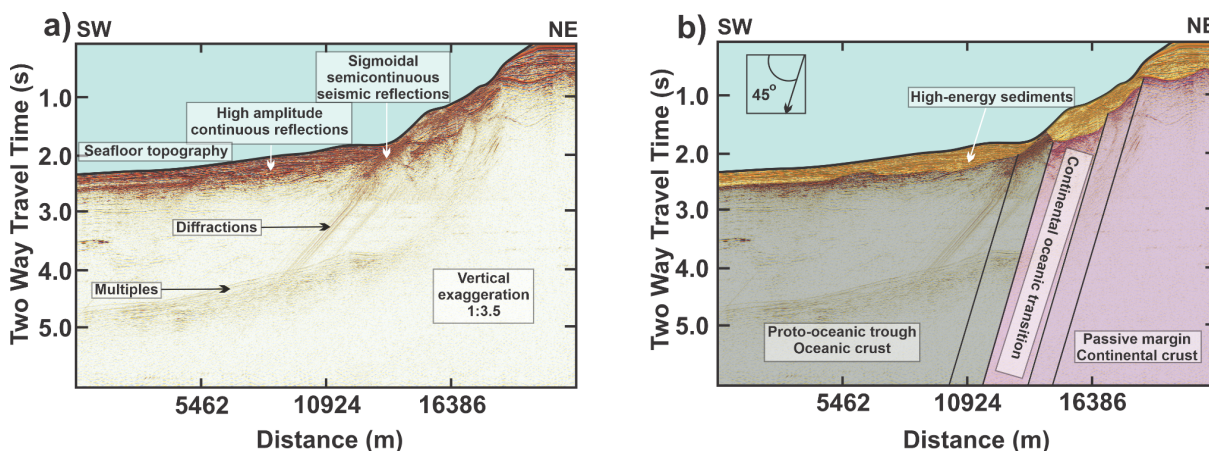 a)
SW
NE
Sigmoidal
semicontinuous
seismic reflections
High amplitude
continuous reflections
Seafloor topography
Diffractions
Multiples
Vertical
exaggeration
1:3.5
1.0
2.0
3.0
4.0
5.0
Two Way Travel Time (s)
5462
10924
16386
Distance (m)
b)
SW
NE
45°
High-energy sediments
Continental oceanic transition
Proto-oceanic trough
Oceanic crust
Passive margin
Continental crust
1.0
2.0
3.0
4.0
5.0
Two Way Travel Time (s)
5462
10924
16386
Distance (m)